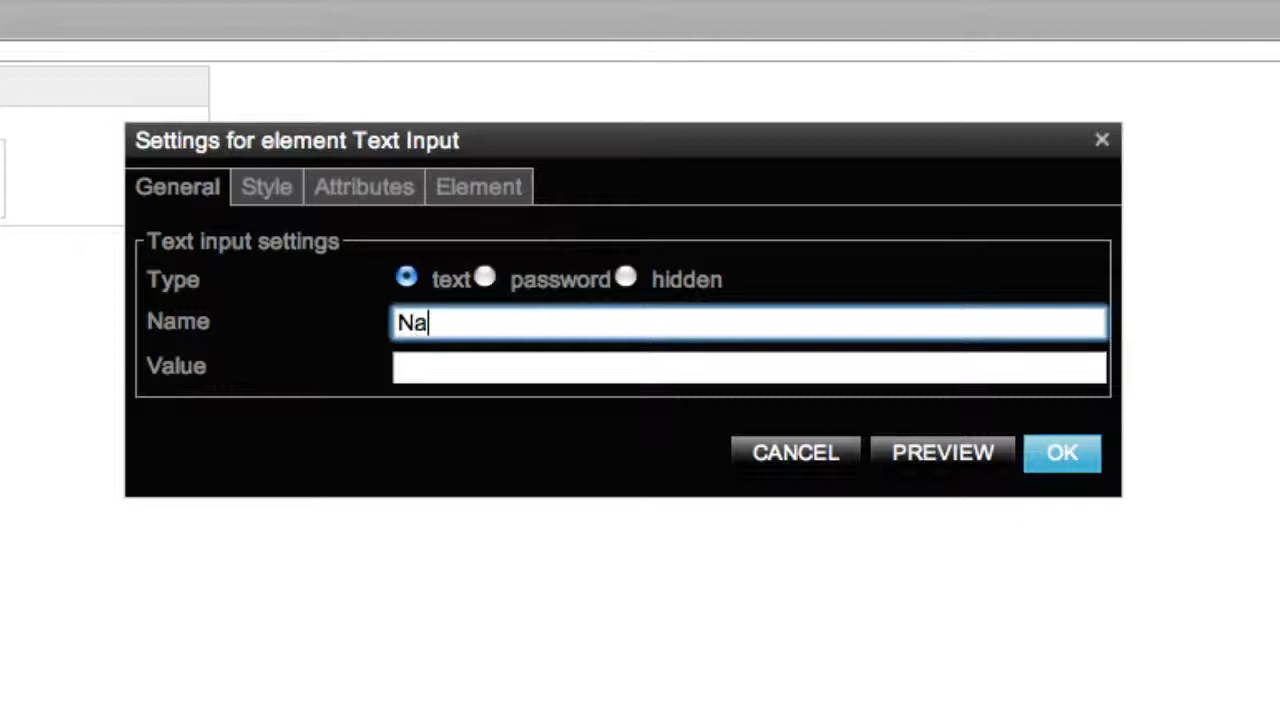 Settings for element Text Input
General Style Attributes Element
Text input settings
Type text password hidden
Name Na
Value
CANCEL PREVIEW OK